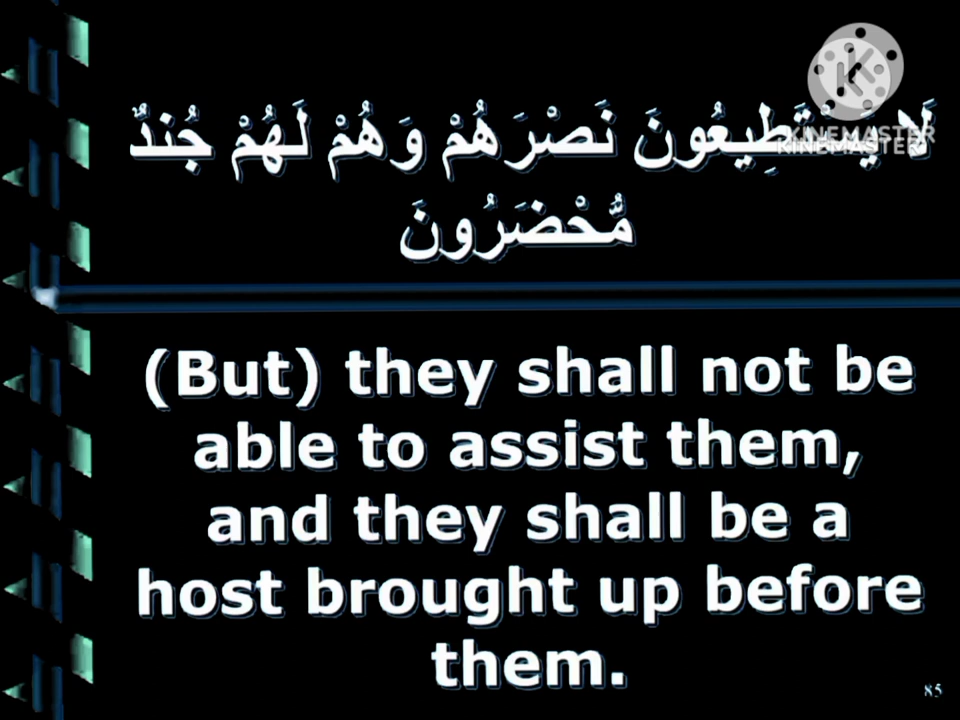 KINEMASTER
KINEMASTER
لَا يَسْتَطِيعُونَ نَصْرَهُمْ وَهُمْ لَهُمْ جُندٌ
مُّحْضَرُونَ
(But) they shall not be
able to assist them,
and they shall be a
host brought up before
them.
85